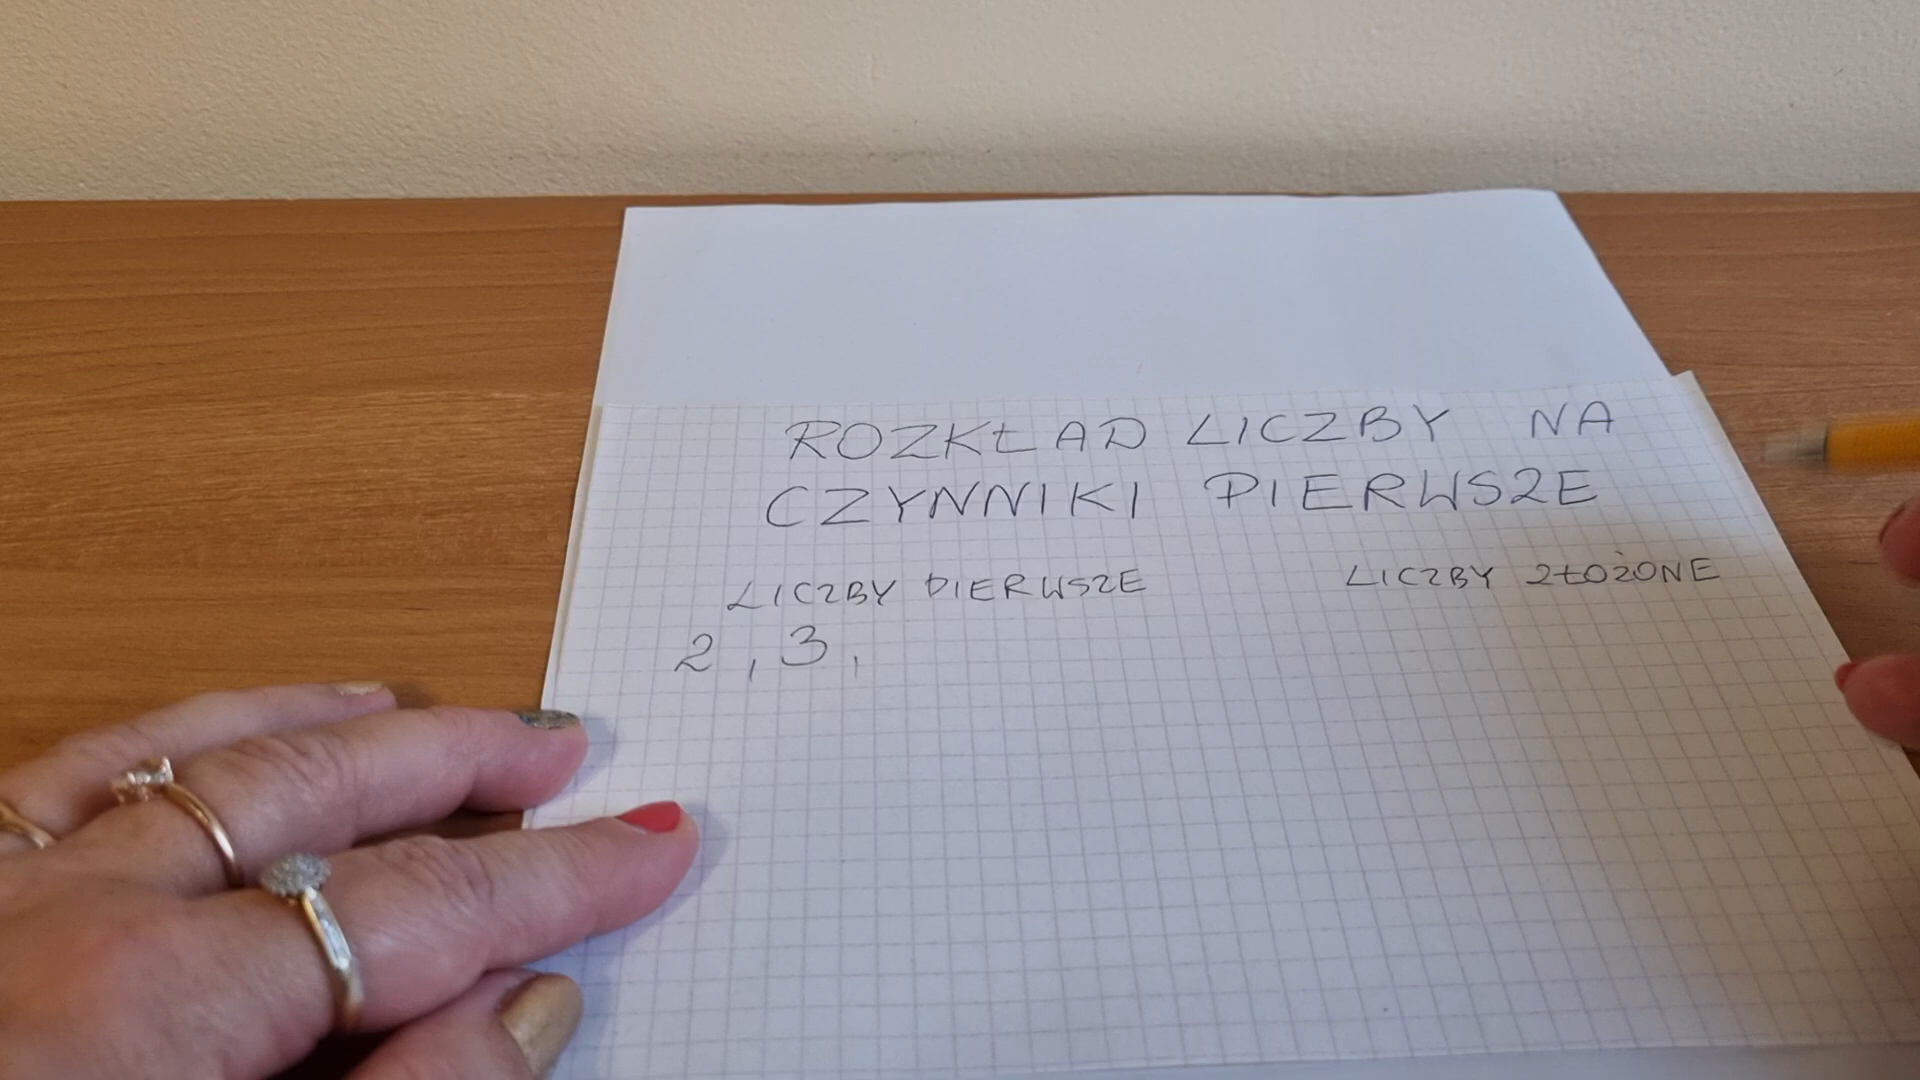 ROZKŁAD LICZBY NA
CZYNNIKI PIERWSZE
LICZBY PIERWSZE LICZBY ZŁOŻONE
2, 3,